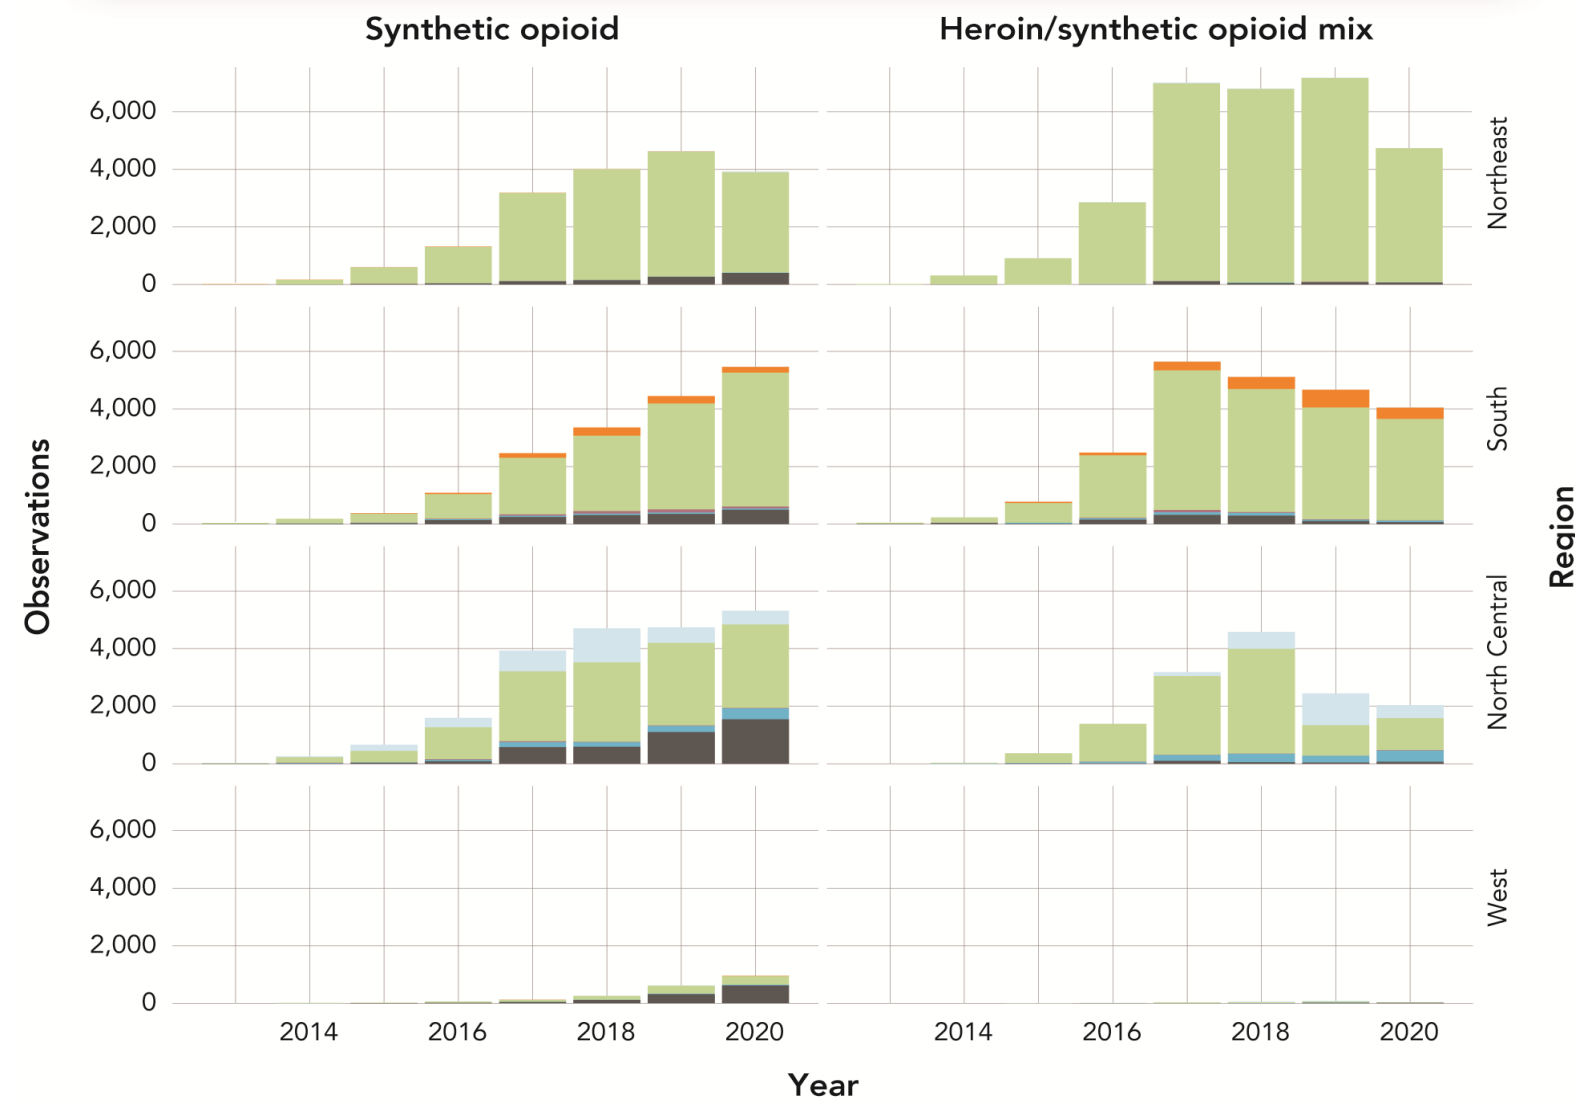 Synthetic opioid
Heroin/synthetic opioid mix
Observations
6,000
4,000
2,000
0
Northeast
6,000
4,000
2,000
0
South
6,000
4,000
2,000
0
North Central
6,000
4,000
2,000
0
West
Region
2014 2016 2018 2020
2014 2016 2018 2020
Year